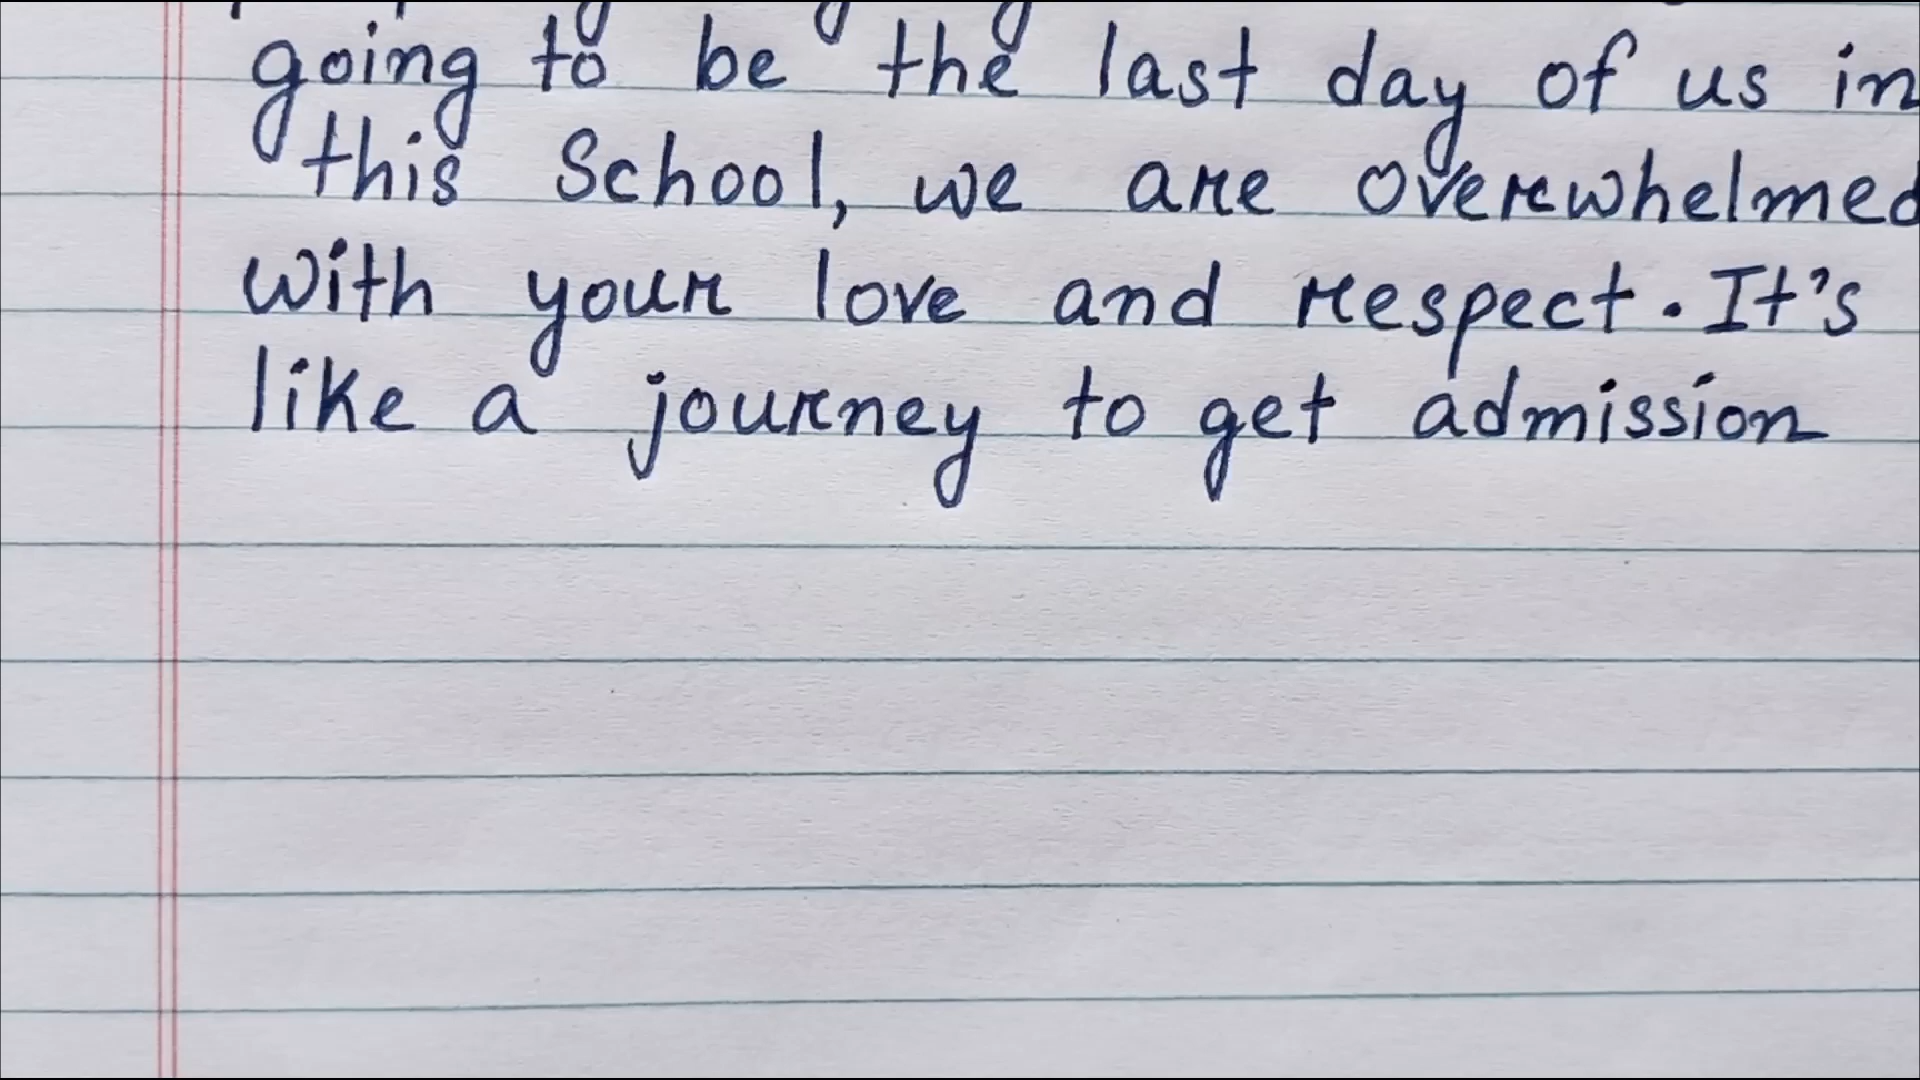 going to be the last day of us in
this School, we are overwhelmed
with your love and respect. It's
like a journey to get admission